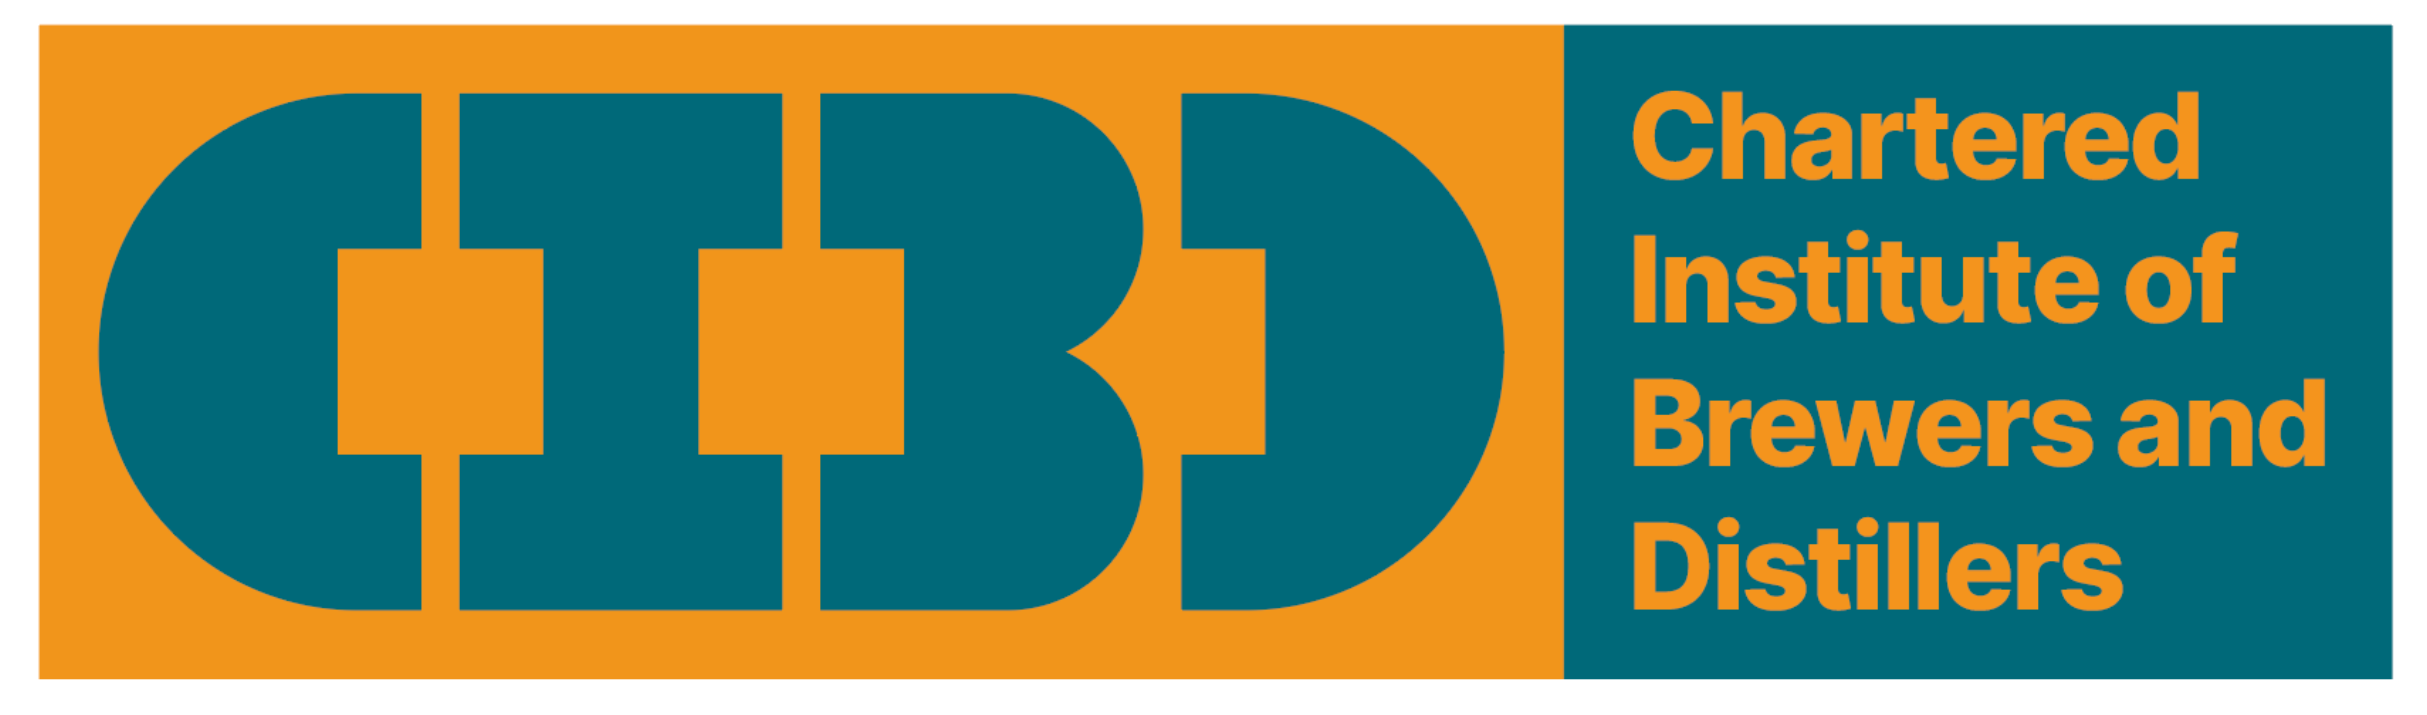 CIBD
Chartered
Institute of
Brewers and
Distillers